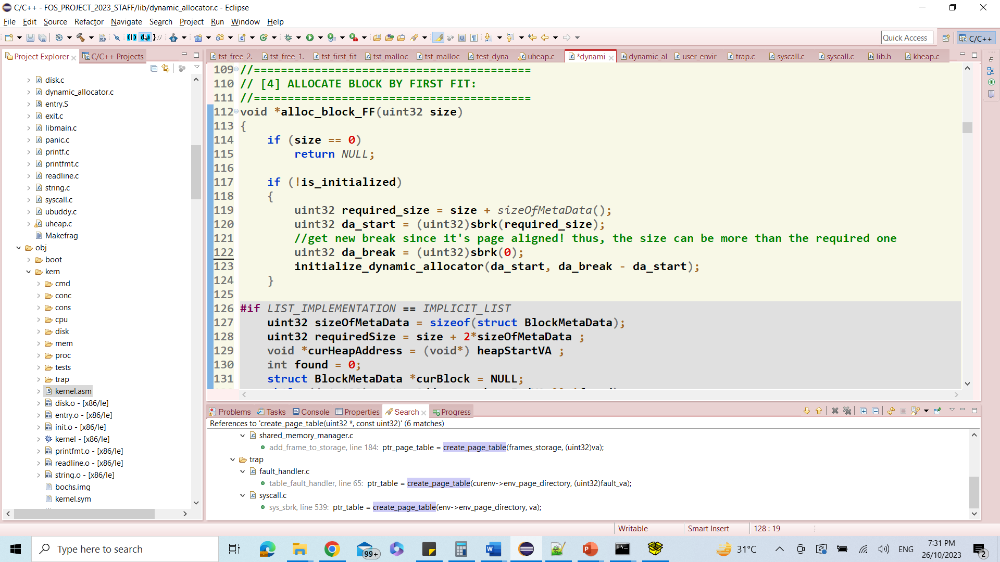 C/C++ - FOS_PROJECT_2023_STAFF/lib/dynamic_allocator.c - Eclipse
File Edit Source Refactor Navigate Search Project Run Window Help
Quick Access
C/C++
Project Explorer
C/C++ Projects
disk.c
dynamic_allocator.c
entry.S
exit.c
libmain.c
panic.c
printf.c
printfmt.c
readline.c
string.c
syscall.c
ubuddy.c
uheap.c
Makefrag
obj
boot
kern
cmd
conc
cons
cpu
disk
mem
proc
tests
trap
kernel.asm
disk.o - [x86/le]
entry.o - [x86/le]
init.o - [x86/le]
kernel - [x86/le]
printfmt.o - [x86/le]
readline.o - [x86/le]
string.o - [x86/le]
bochs.img
kernel.sym
tst_free_2. tst_free_1. tst_first_fit tst_malloc tst_malloc test_dyna uheap.c *dynami dynamic_al user_envir trap.c syscall.c syscall.c lib.h kheap.c
109 //=========================================
110 // [4] ALLOCATE BLOCK BY FIRST FIT:
111 //=========================================
112 void *alloc_block_FF(uint32 size)
113 {
114 if (size == 0)
115 return NULL;
116
117 if (!is_initialized)
118 {
119 uint32 required_size = size + sizeOfMetaData();
120 uint32 da_start = (uint32)sbrk(required_size);
121 //get new break since it's page aligned! thus, the size can be more than the required one
122 uint32 da_break = (uint32)sbrk(0);
123 initialize_dynamic_allocator(da_start, da_break - da_start);
124 }
125
126 #if LIST_IMPLEMENTATION == IMPLICIT_LIST
127 uint32 sizeOfMetaData = sizeof(struct BlockMetaData);
128 uint32 requiredSize = size + 2*sizeOfMetaData ;
129 void *curHeapAddress = (void*) heapStartVA ;
130 int found = 0;
131 struct BlockMetaData *curBlock = NULL;
Problems Tasks Console Properties Search Progress
References to 'create_page_table(uint32 *, const uint32)' (6 matches)
shared_memory_manager.c
add_frame_to_storage, line 184: ptr_page_table = create_page_table(frames_storage, (uint32)va);
trap
fault_handler.c
table_fault_handler, line 65: ptr_table = create_page_table(curenv->env_page_directory, (uint32)fault_va);
syscall.c
sys_sbrk, line 539: ptr_table = create_page_table(env->env_page_directory, va);
Writable Smart Insert 128 : 19
Type here to search
99+
31°C
ENG
7:31 PM
26/10/2023
2